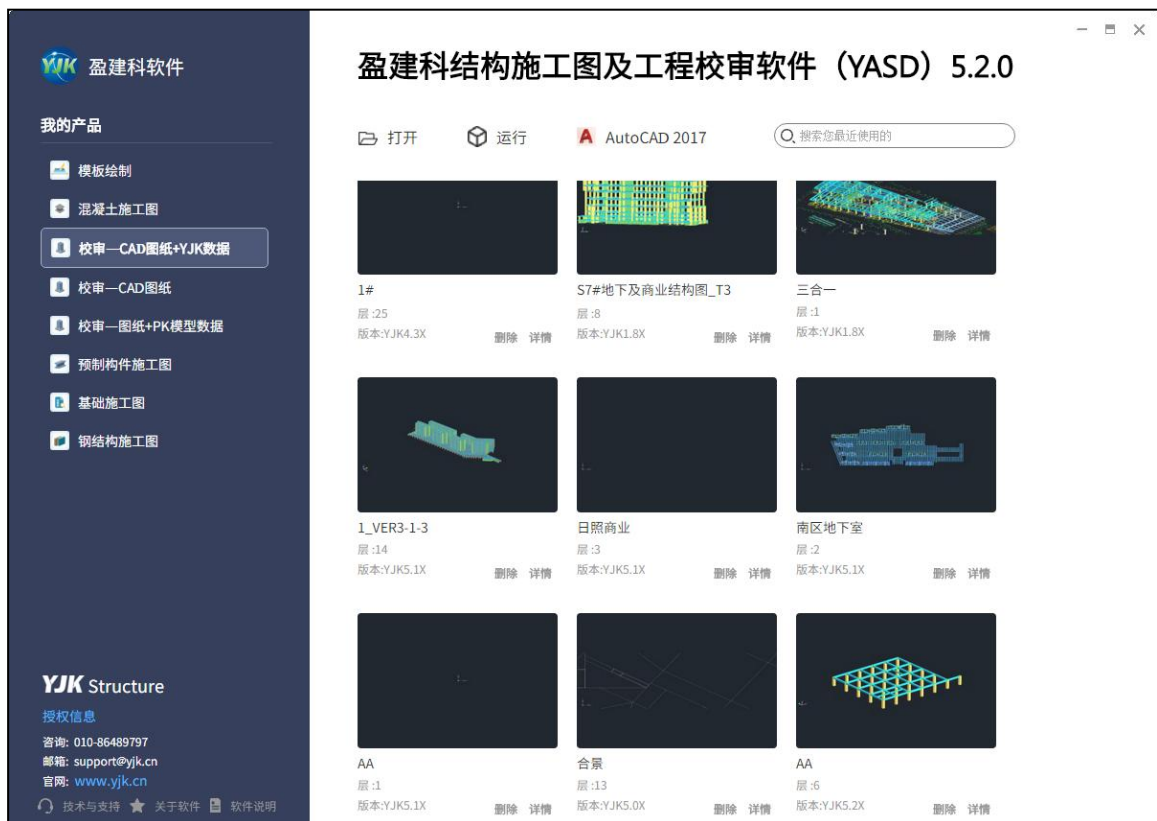 YJK 盈建科软件
我的产品
模板绘制
混凝土施工图
校审—CAD图纸+YJK数据
校审—CAD图纸
校审—图纸+PK模型数据
预制构件施工图
基础施工图
钢结构施工图
YJK Structure
授权信息
咨询: 010-86489797
邮箱: support@yjk.cn
官网: www.yjk.cn
技术与支持 关于软件 软件说明
盈建科结构施工图及工程校审软件（YASD）5.2.0
打开 运行 AutoCAD 2017 搜索您最近使用的
1# S7#地下及商业结构图_T3 三合一
层 :25 层 :8 层 :1
版本:YJK4.3X 删除 详情 版本:YJK1.8X 删除 详情 版本:YJK1.8X 删除 详情
1_VER3-1-3 日照商业 南区地下室
层 :14 层 :3 层 :2
版本:YJK5.1X 删除 详情 版本:YJK5.1X 删除 详情 版本:YJK5.1X 删除 详情
AA 合景 AA
层 :1 层 :13 层 :6
版本:YJK5.1X 删除 详情 版本:YJK5.0X 删除 详情 版本:YJK5.2X 删除 详情